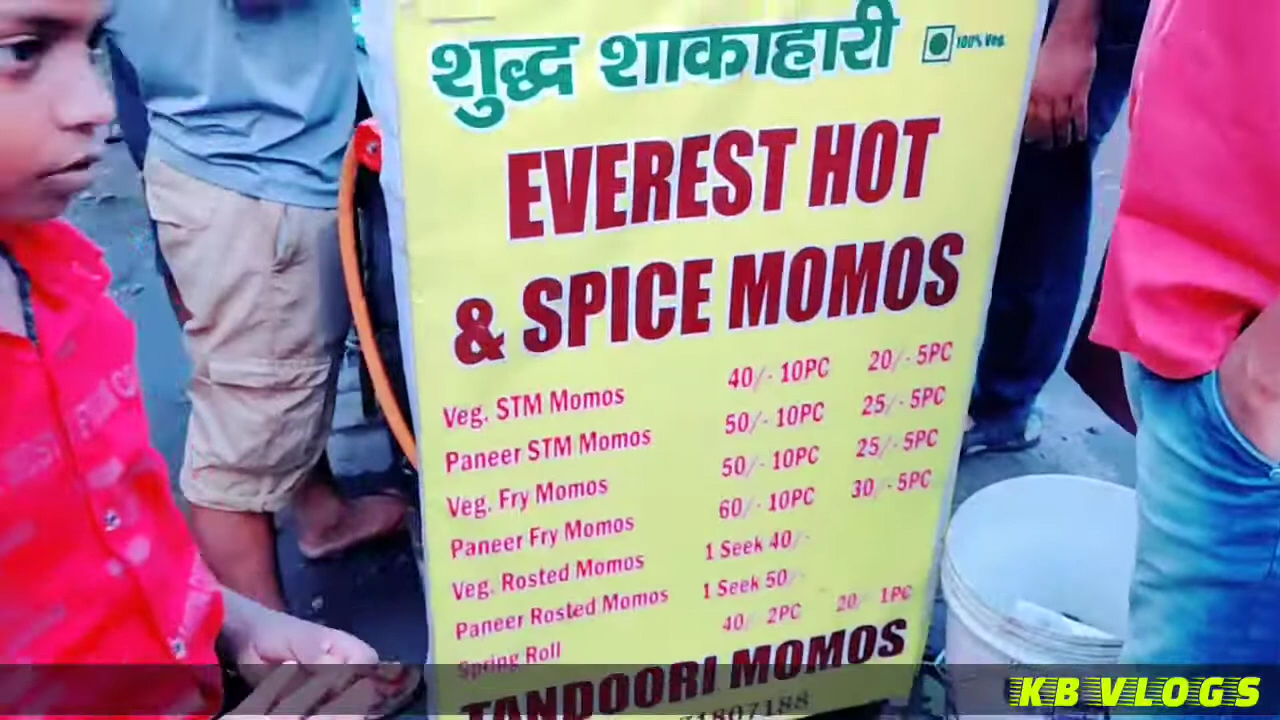 शुद्ध शाकाहारी 100% Veg.
EVEREST HOT
& SPICE MOMOS
Veg. STM Momos 40/- 10PC 20/- 5PC
Paneer STM Momos 50/- 10PC 25/- 5PC
Veg. Fry Momos 50/- 10PC 25/- 5PC
Paneer Fry Momos 60/- 10PC 30/- 5PC
Veg. Rosted Momos 1 Seek 40/-
Paneer Rosted Momos 1 Seek 50/-
Spring Roll 40/- 2PC 20/- 1PC
TANDOORI MOMOS
71807188
KB VLOGS